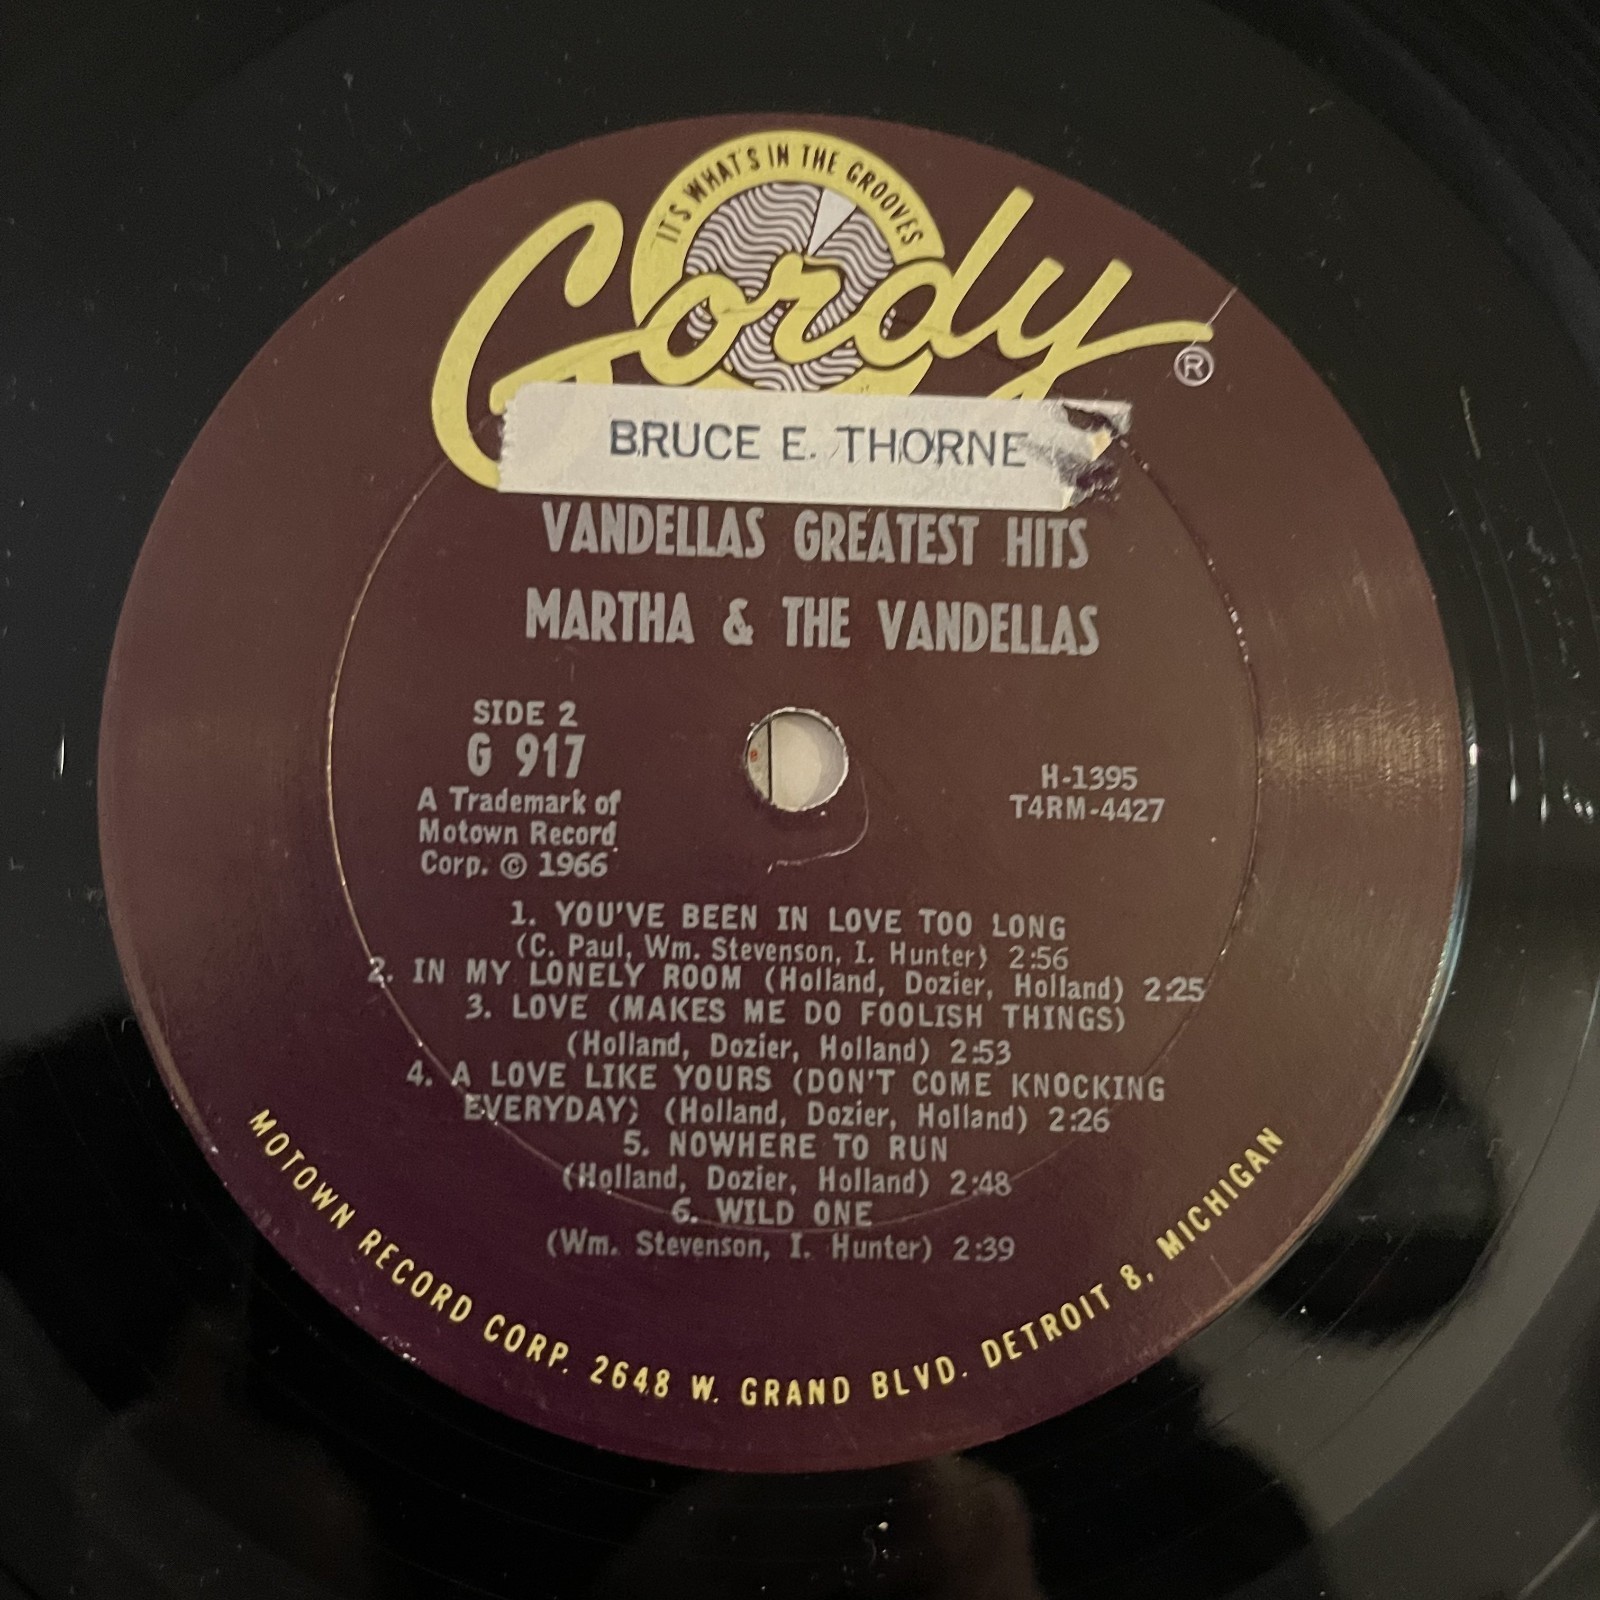 IT'S WHAT'S IN THE GROOVES
Gordy
®
BRUCE E. THORNE
VANDELLAS GREATEST HITS
MARTHA & THE VANDELLAS
SIDE 2
G 917
A Trademark of
Motown Record
Corp. © 1966
H-1395
T4RM-4427
1. YOU'VE BEEN IN LOVE TOO LONG
(C. Paul, Wm. Stevenson, I. Hunter) 2:56
2. IN MY LONELY ROOM (Holland, Dozier, Holland) 2:25
3. LOVE (MAKES ME DO FOOLISH THINGS)
(Holland, Dozier, Holland) 2:53
4. A LOVE LIKE YOURS (DON'T COME KNOCKING
EVERYDAY) (Holland, Dozier, Holland) 2:26
5. NOWHERE TO RUN
(Holland, Dozier, Holland) 2:48
6. WILD ONE
(Wm. Stevenson, I. Hunter) 2:39
MOTOWN RECORD CORP. 2648 W. GRAND BLVD. DETROIT 8, MICHIGAN